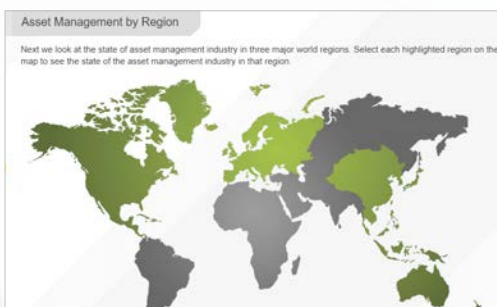 Asset Management by Region
Next we look at the state of asset management industry in three major world regions. Select each highlighted region on the
map to see the state of the asset management industry in that region.